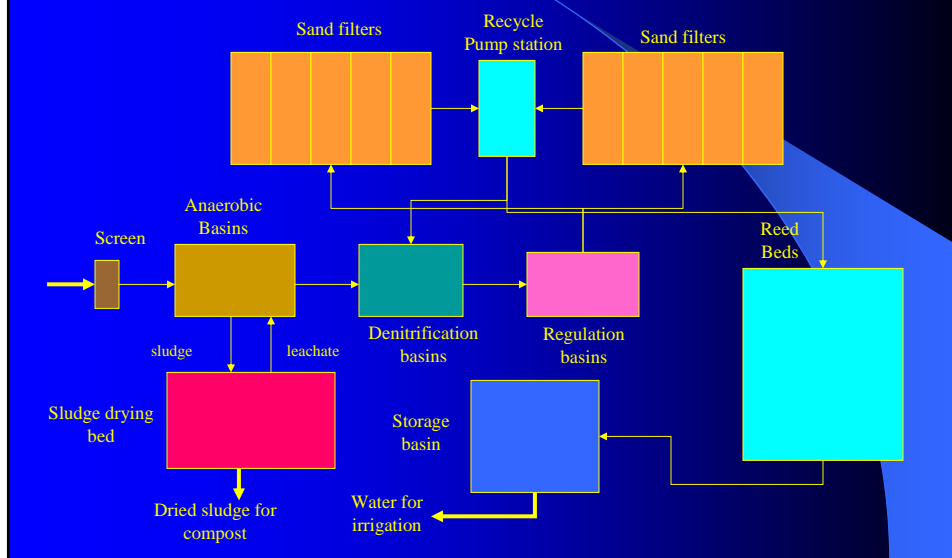 Sand filters
Recycle
Pump station
Sand filters
Anaerobic
Basins
Screen
Reed
Beds
Denitrification
basins
Regulation
basins
sludge
leachate
Sludge drying
bed
Storage
basin
Dried sludge for
compost
Water for
irrigation